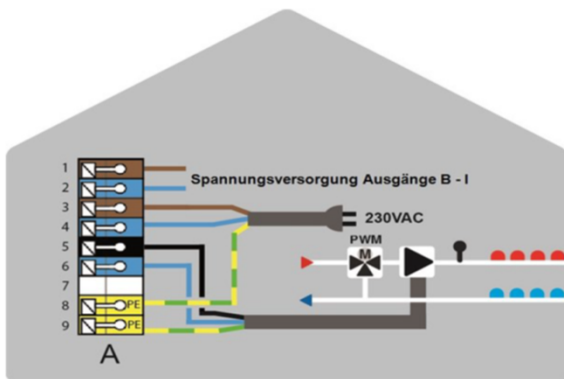 1
2
Spannungsversorgung Ausgänge B - I
3
4
230VAC
PWM
5
M
6
7
8
PE
9
PE
A